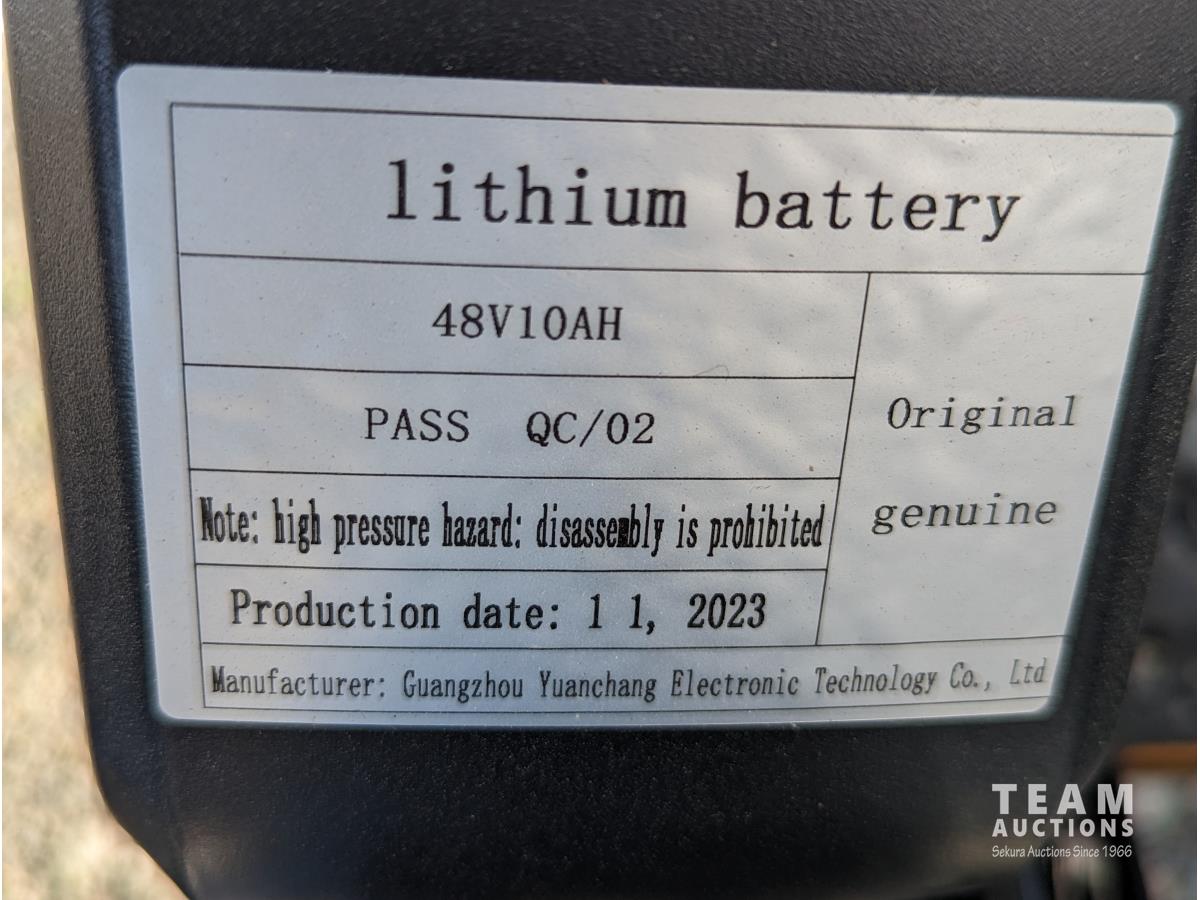 lithium battery
48V10AH
PASS QC/02
Original
genuine
Note: high pressure hazard: disassembly is prohibited
Production date: 1 1, 2023
Manufacturer: Guangzhou Yuanchang Electronic Technology Co., Ltd
TEAM
AUCTIONS
Sekura Auctions Since 1966